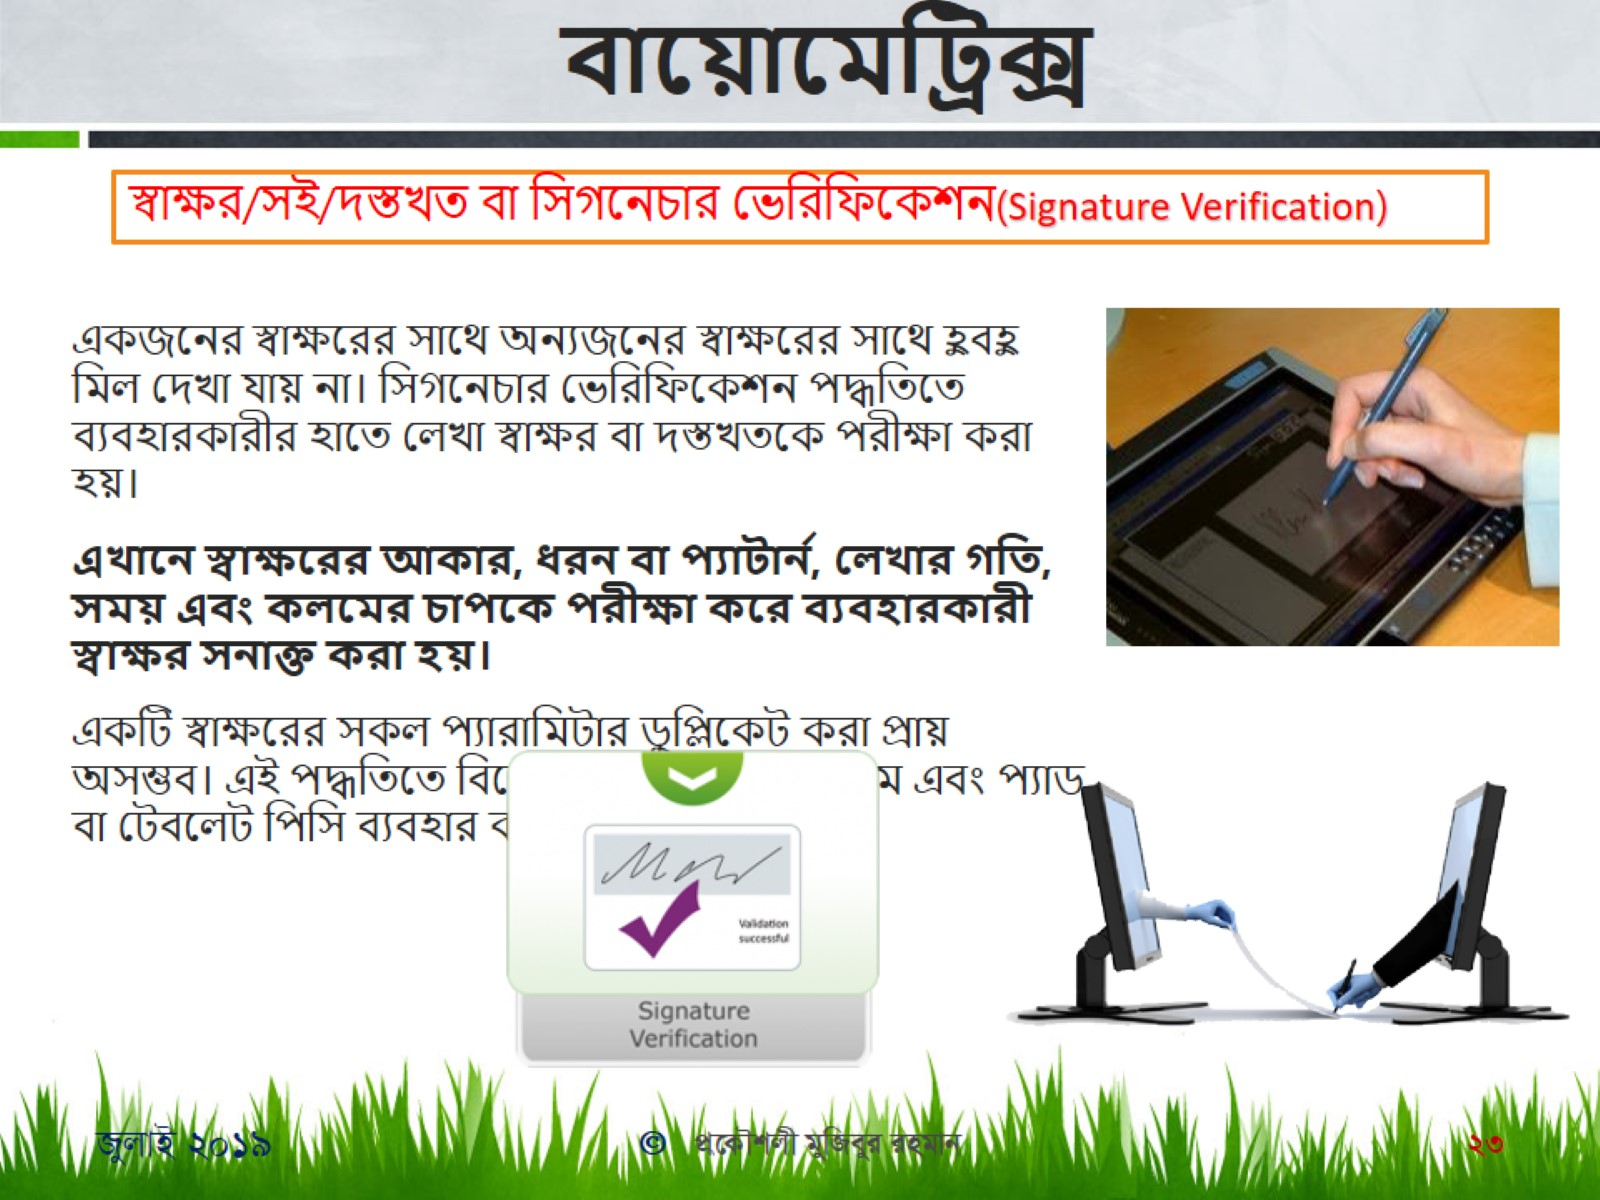 বায়োমেট্রিক্স
স্বাক্ষর/সই/দস্তখত বা সিগনেচার ভেরিফিকেশন(Signature Verification)
একজনের স্বাক্ষরের সাথে অন্যজনের স্বাক্ষরের সাথে হুবহু
মিল দেখা যায় না। সিগনেচার ভেরিফিকেশন পদ্ধতিতে
ব্যবহারকারীর হাতে লেখা স্বাক্ষর বা দস্তখতকে পরীক্ষা করা
হয়।
এখানে স্বাক্ষরের আকার, ধরন বা প্যাটার্ন, লেখার গতি,
সময় এবং কলমের চাপকে পরীক্ষা করে ব্যবহারকারী
স্বাক্ষর সনাক্ত করা হয়।
একটি স্বাক্ষরের সকল প্যারামিটার ডুপ্লিকেট করা প্রায়
অসম্ভব। এই পদ্ধতিতে এবং প্যাড
বা টেবলেট পিসি ব্যবহার
Validation
successful
Signature
Verification
জুলাই ২০১৯
© প্রকৌশলী মুজিবুর রহমান
২৩